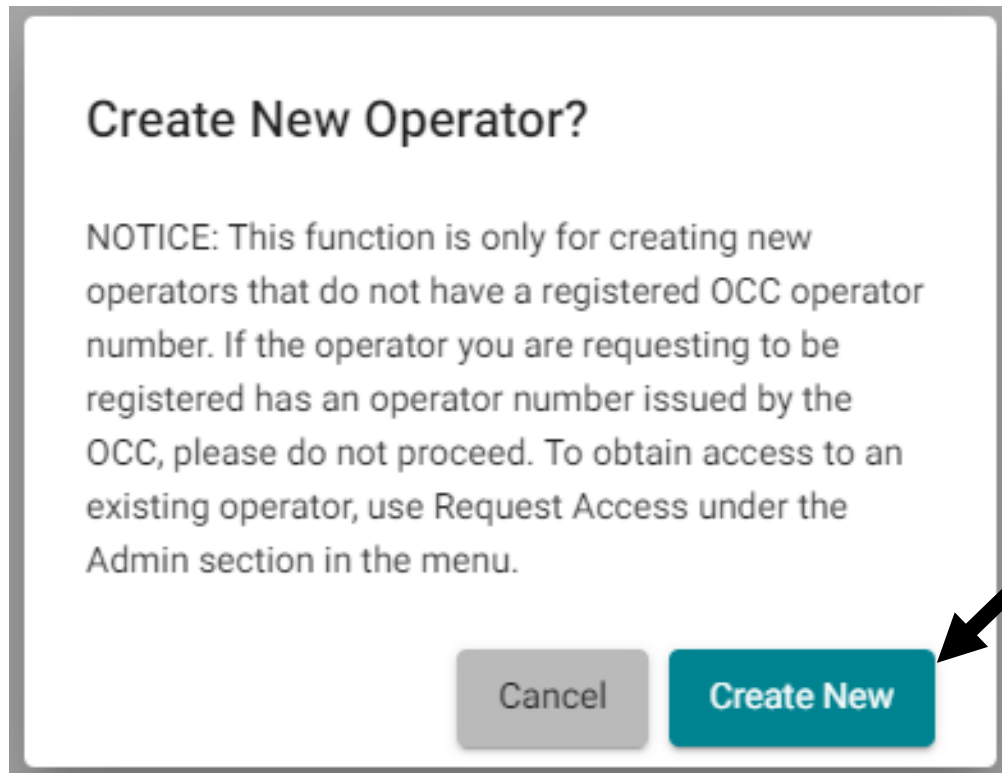 Create New Operator?
NOTICE: This function is only for creating new
operators that do not have a registered OCC operator
number. If the operator you are requesting to be
registered has an operator number issued by the
OCC, please do not proceed. To obtain access to an
existing operator, use Request Access under the
Admin section in the menu.
Cancel
Create New